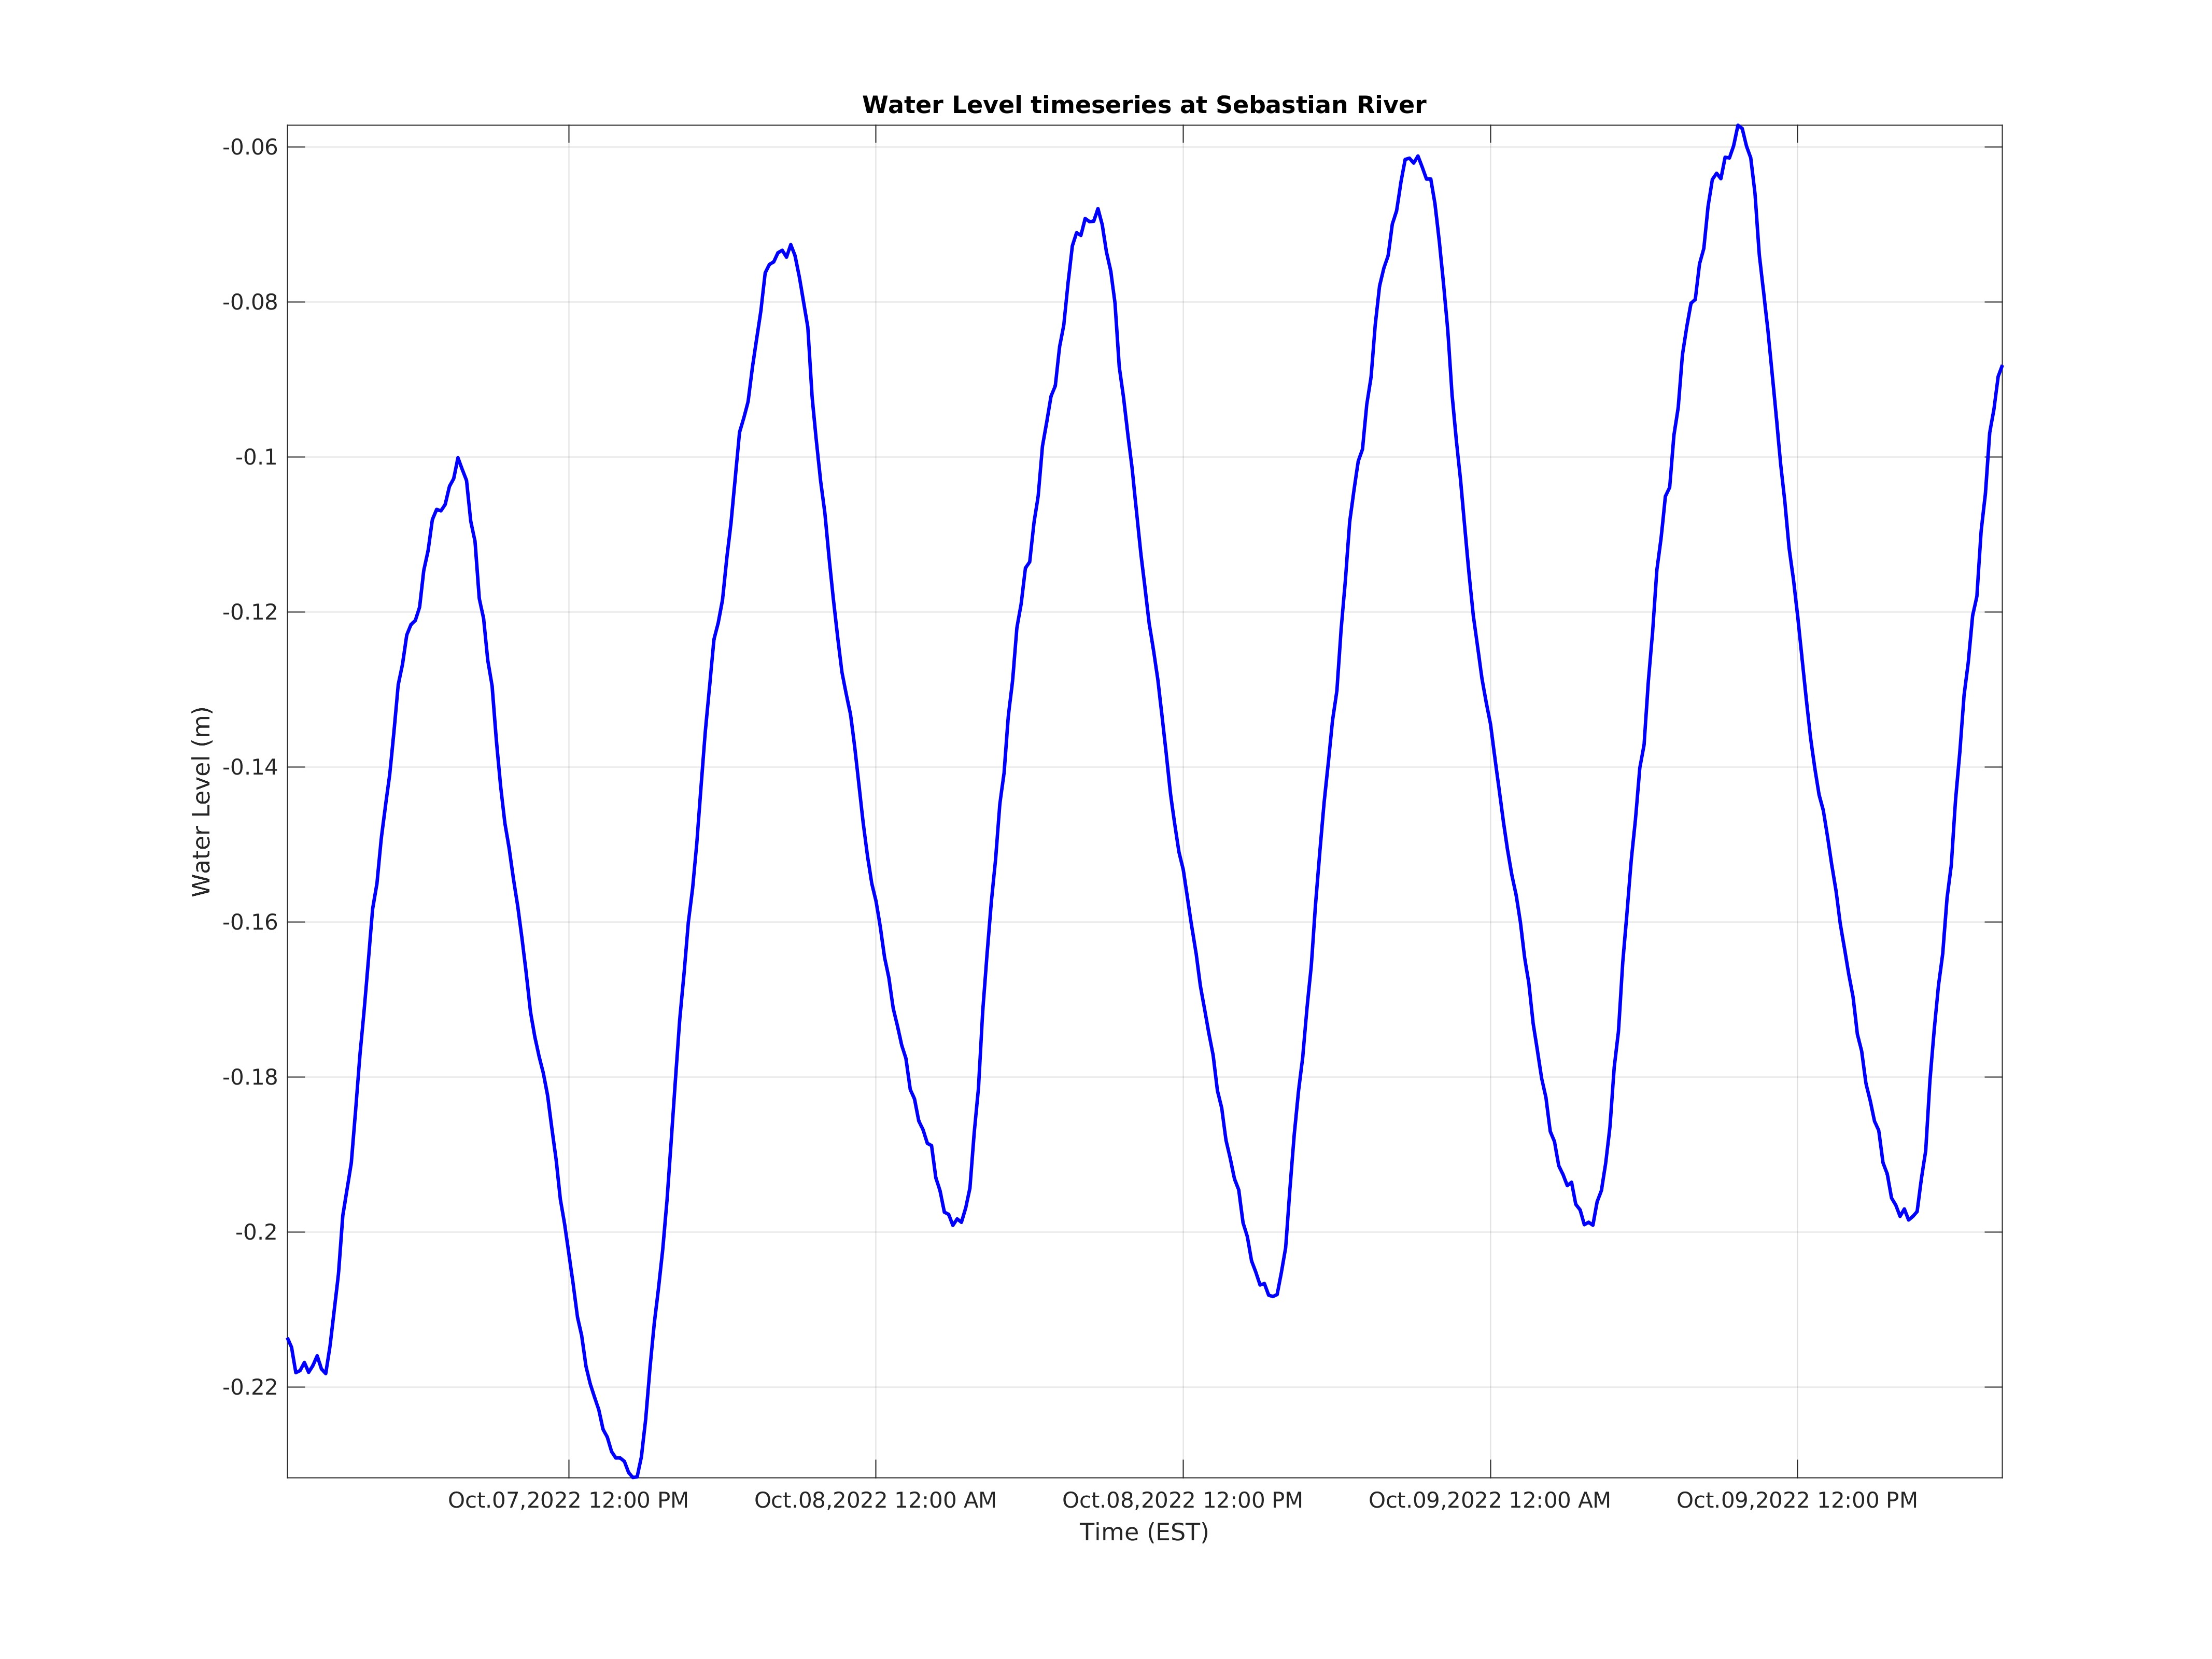 Water Level timeseries at Sebastian River
-0.06
-0.08
-0.1
-0.12
-0.14
-0.16
-0.18
-0.2
-0.22
Water Level (m)
Oct.07,2022 12:00 PM
Oct.08,2022 12:00 AM
Oct.08,2022 12:00 PM
Oct.09,2022 12:00 AM
Oct.09,2022 12:00 PM
Time (EST)